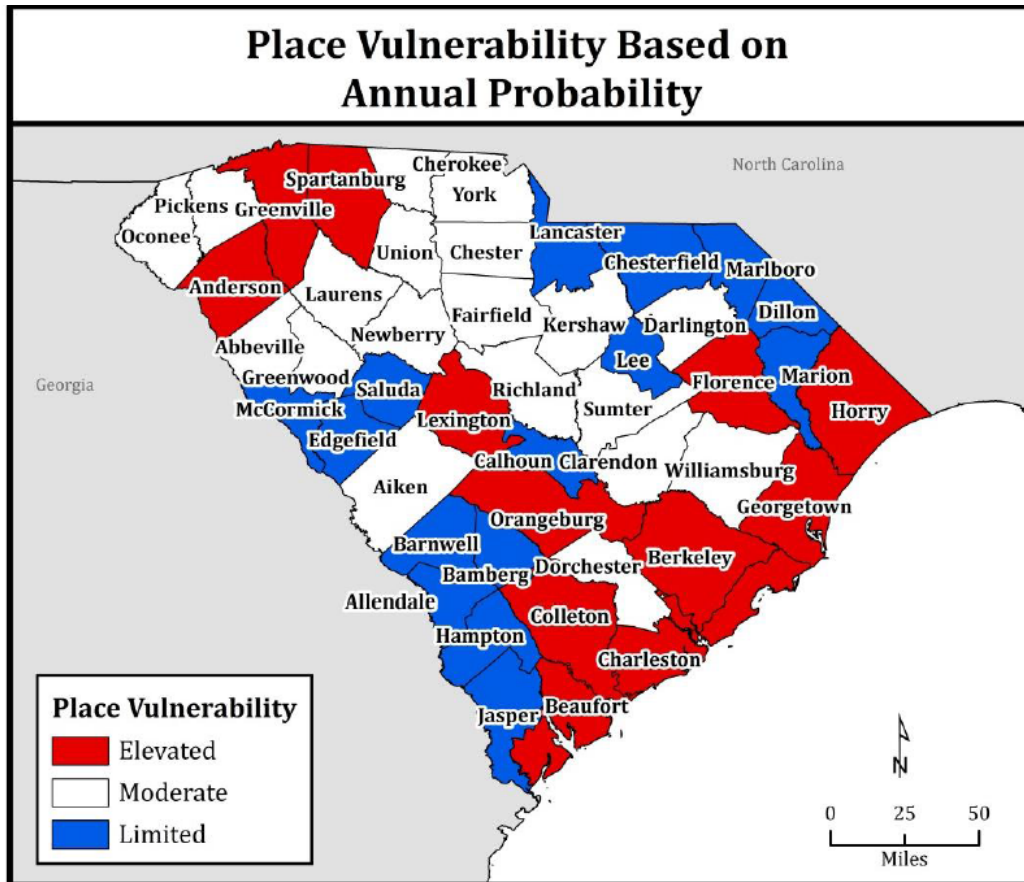 Place Vulnerability Based on
Annual Probability
North Carolina
Cherokee
Spartanburg
York
Pickens
Greenville
Oconee
Lancaster
Union
Chester
Chesterfield
Marlboro
Anderson
Laurens
Dillon
Fairfield
Newberry
Kershaw
Darlington
Abbeville
Lee
Georgia
Greenwood
Saluda
Richland
Florence
Marion
McCormick
Lexington
Sumter
Horry
Edgefield
Calhoun
Clarendon
Williamsburg
Aiken
Georgetown
Orangeburg
Barnwell
Berkeley
Dorchester
Bamberg
Allendale
Colleton
Hampton
Charleston
Jasper
Beaufort
Place Vulnerability
Elevated
Moderate
Limited
N
0 25 50
Miles